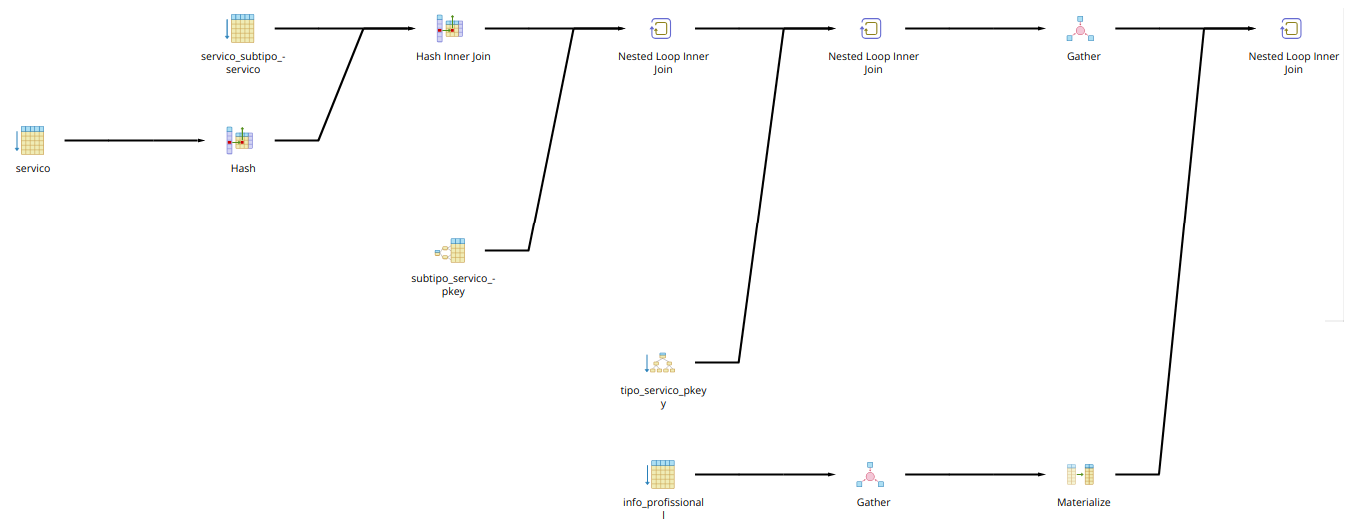 servico_subtipo_-
servico
Hash Inner Join
Nested Loop Inner
Join
Nested Loop Inner
Join
Gather
Nested Loop Inner
Join
servico
Hash
subtipo_servico_-
pkey
tipo_servico_pkey
y
info_profissional
l
Gather
Materialize